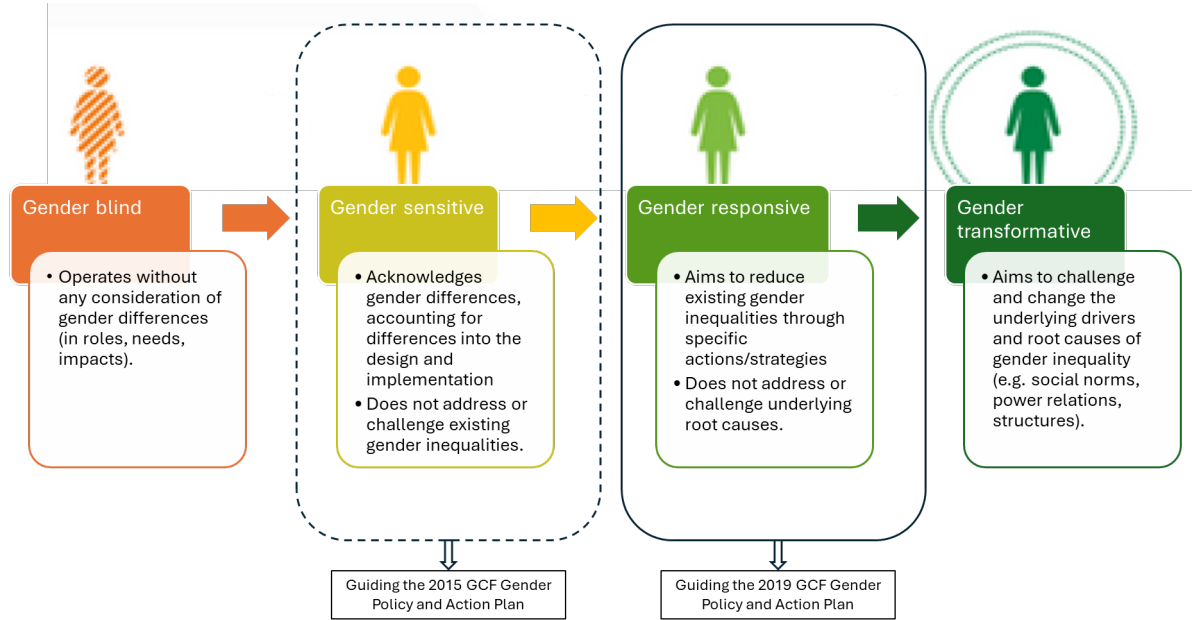 Gender blind
• Operates without
any consideration of
gender differences
(in roles, needs,
impacts).
Gender sensitive
• Acknowledges
gender differences,
accounting for
differences into the
design and
implementation
• Does not address or
challenge existing
gender inequalities.
Gender responsive
• Aims to reduce
existing gender
inequalities through
specific
actions/strategies
• Does not address or
challenge underlying
root causes.
Gender
transformative
• Aims to challenge
and change the
underlying drivers
and root causes of
gender inequality
(e.g. social norms,
power relations,
structures).
Guiding the 2015 GCF Gender
Policy and Action Plan
Guiding the 2019 GCF Gender
Policy and Action Plan